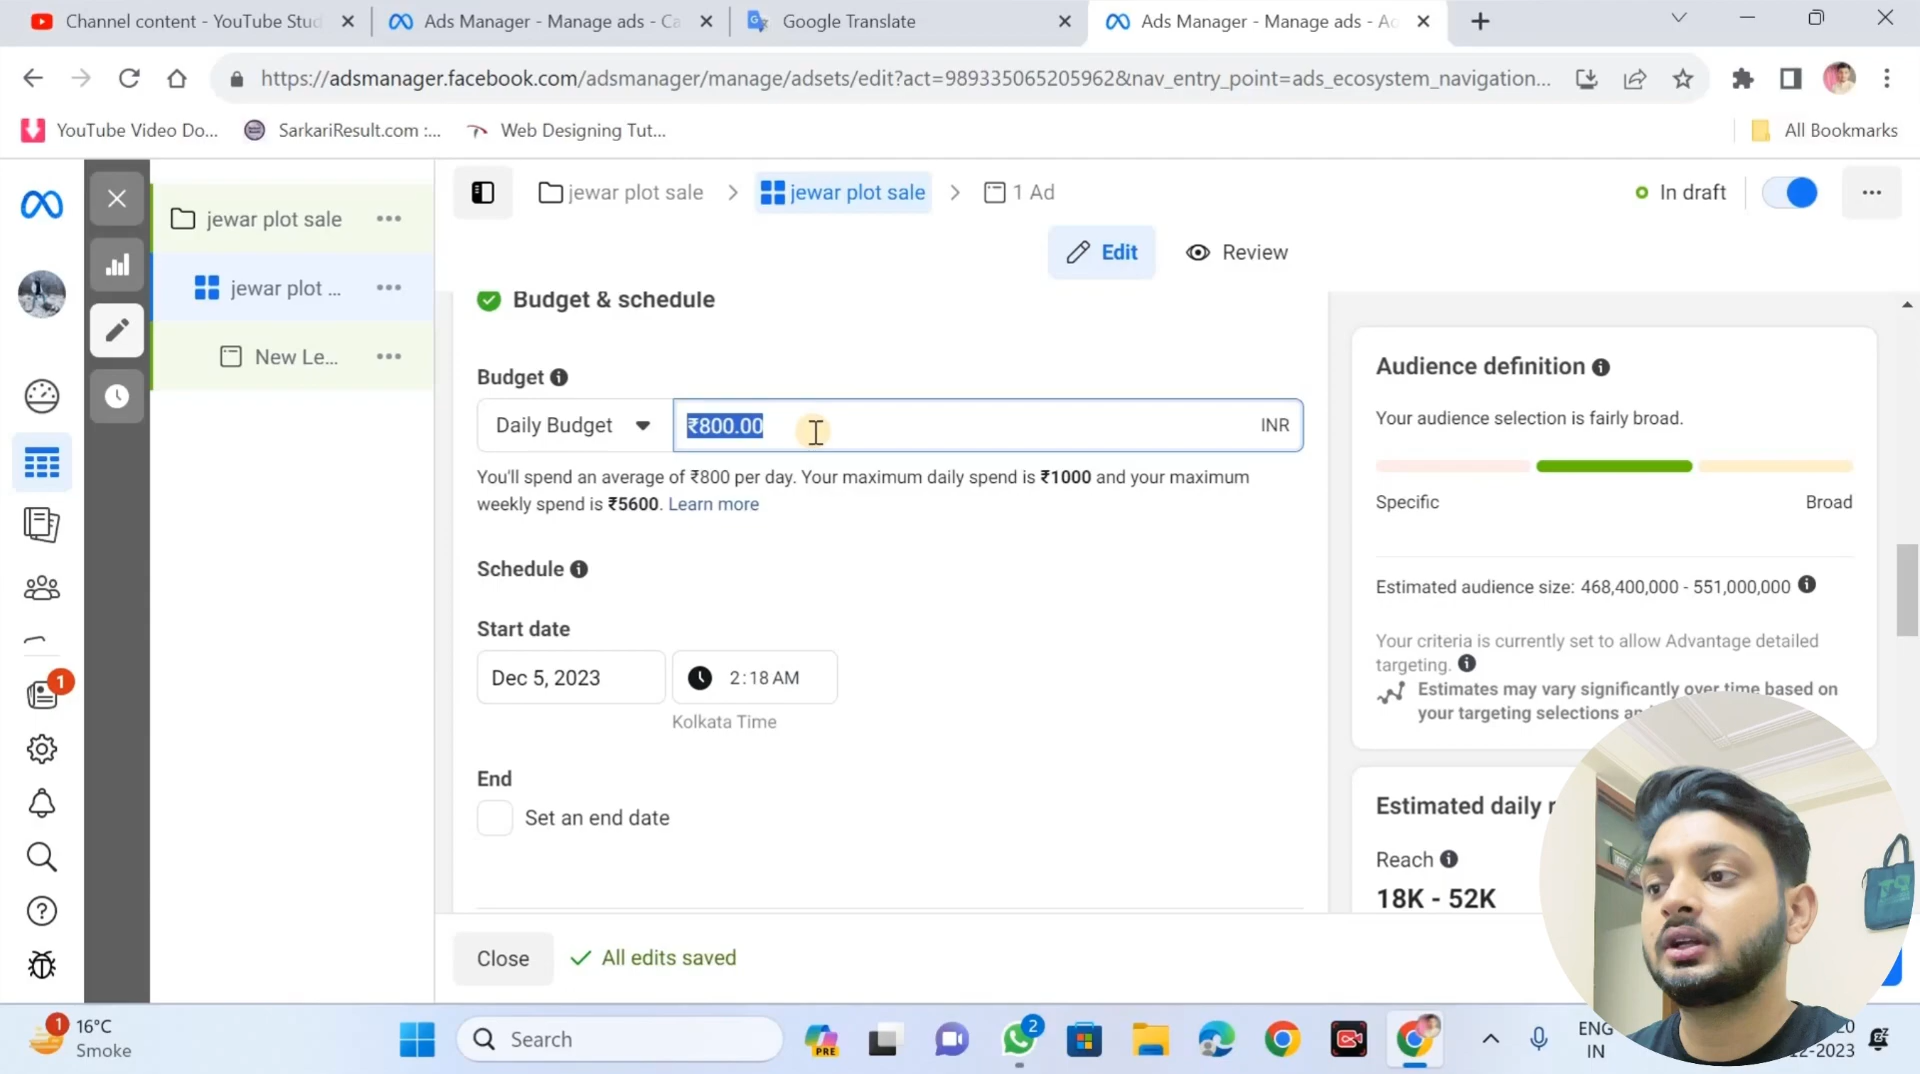 Channel content - YouTube Stud
Ads Manager - Manage ads - Ca
Google Translate
Ads Manager - Manage ads - Ad
https://adsmanager.facebook.com/adsmanager/manage/adsets/edit?act=989335065205962&nav_entry_point=ads_ecosystem_navigation...
YouTube Video Do...
SarkariResult.com :...
Web Designing Tut...
All Bookmarks
jewar plot sale
jewar plot sale
1 Ad
In draft
jewar plot sale
jewar plot ...
New Le...
Edit
Review
Budget & schedule
Budget
Daily Budget
₹800.00
INR
You'll spend an average of ₹800 per day. Your maximum daily spend is ₹1000 and your maximum
weekly spend is ₹5600. Learn more
Schedule
Start date
Dec 5, 2023
2:18 AM
Kolkata Time
End
Set an end date
Close
All edits saved
Audience definition
Your audience selection is fairly broad.
Specific
Broad
Estimated audience size: 468,400,000 - 551,000,000
Your criteria is currently set to allow Advantage detailed
targeting.
Estimates may vary significantly over time based on
your targeting selections
Estimated daily
Reach
18K - 52K
1
1
16°C
Smoke
Search
PRE
2
ENG
IN
12-2023